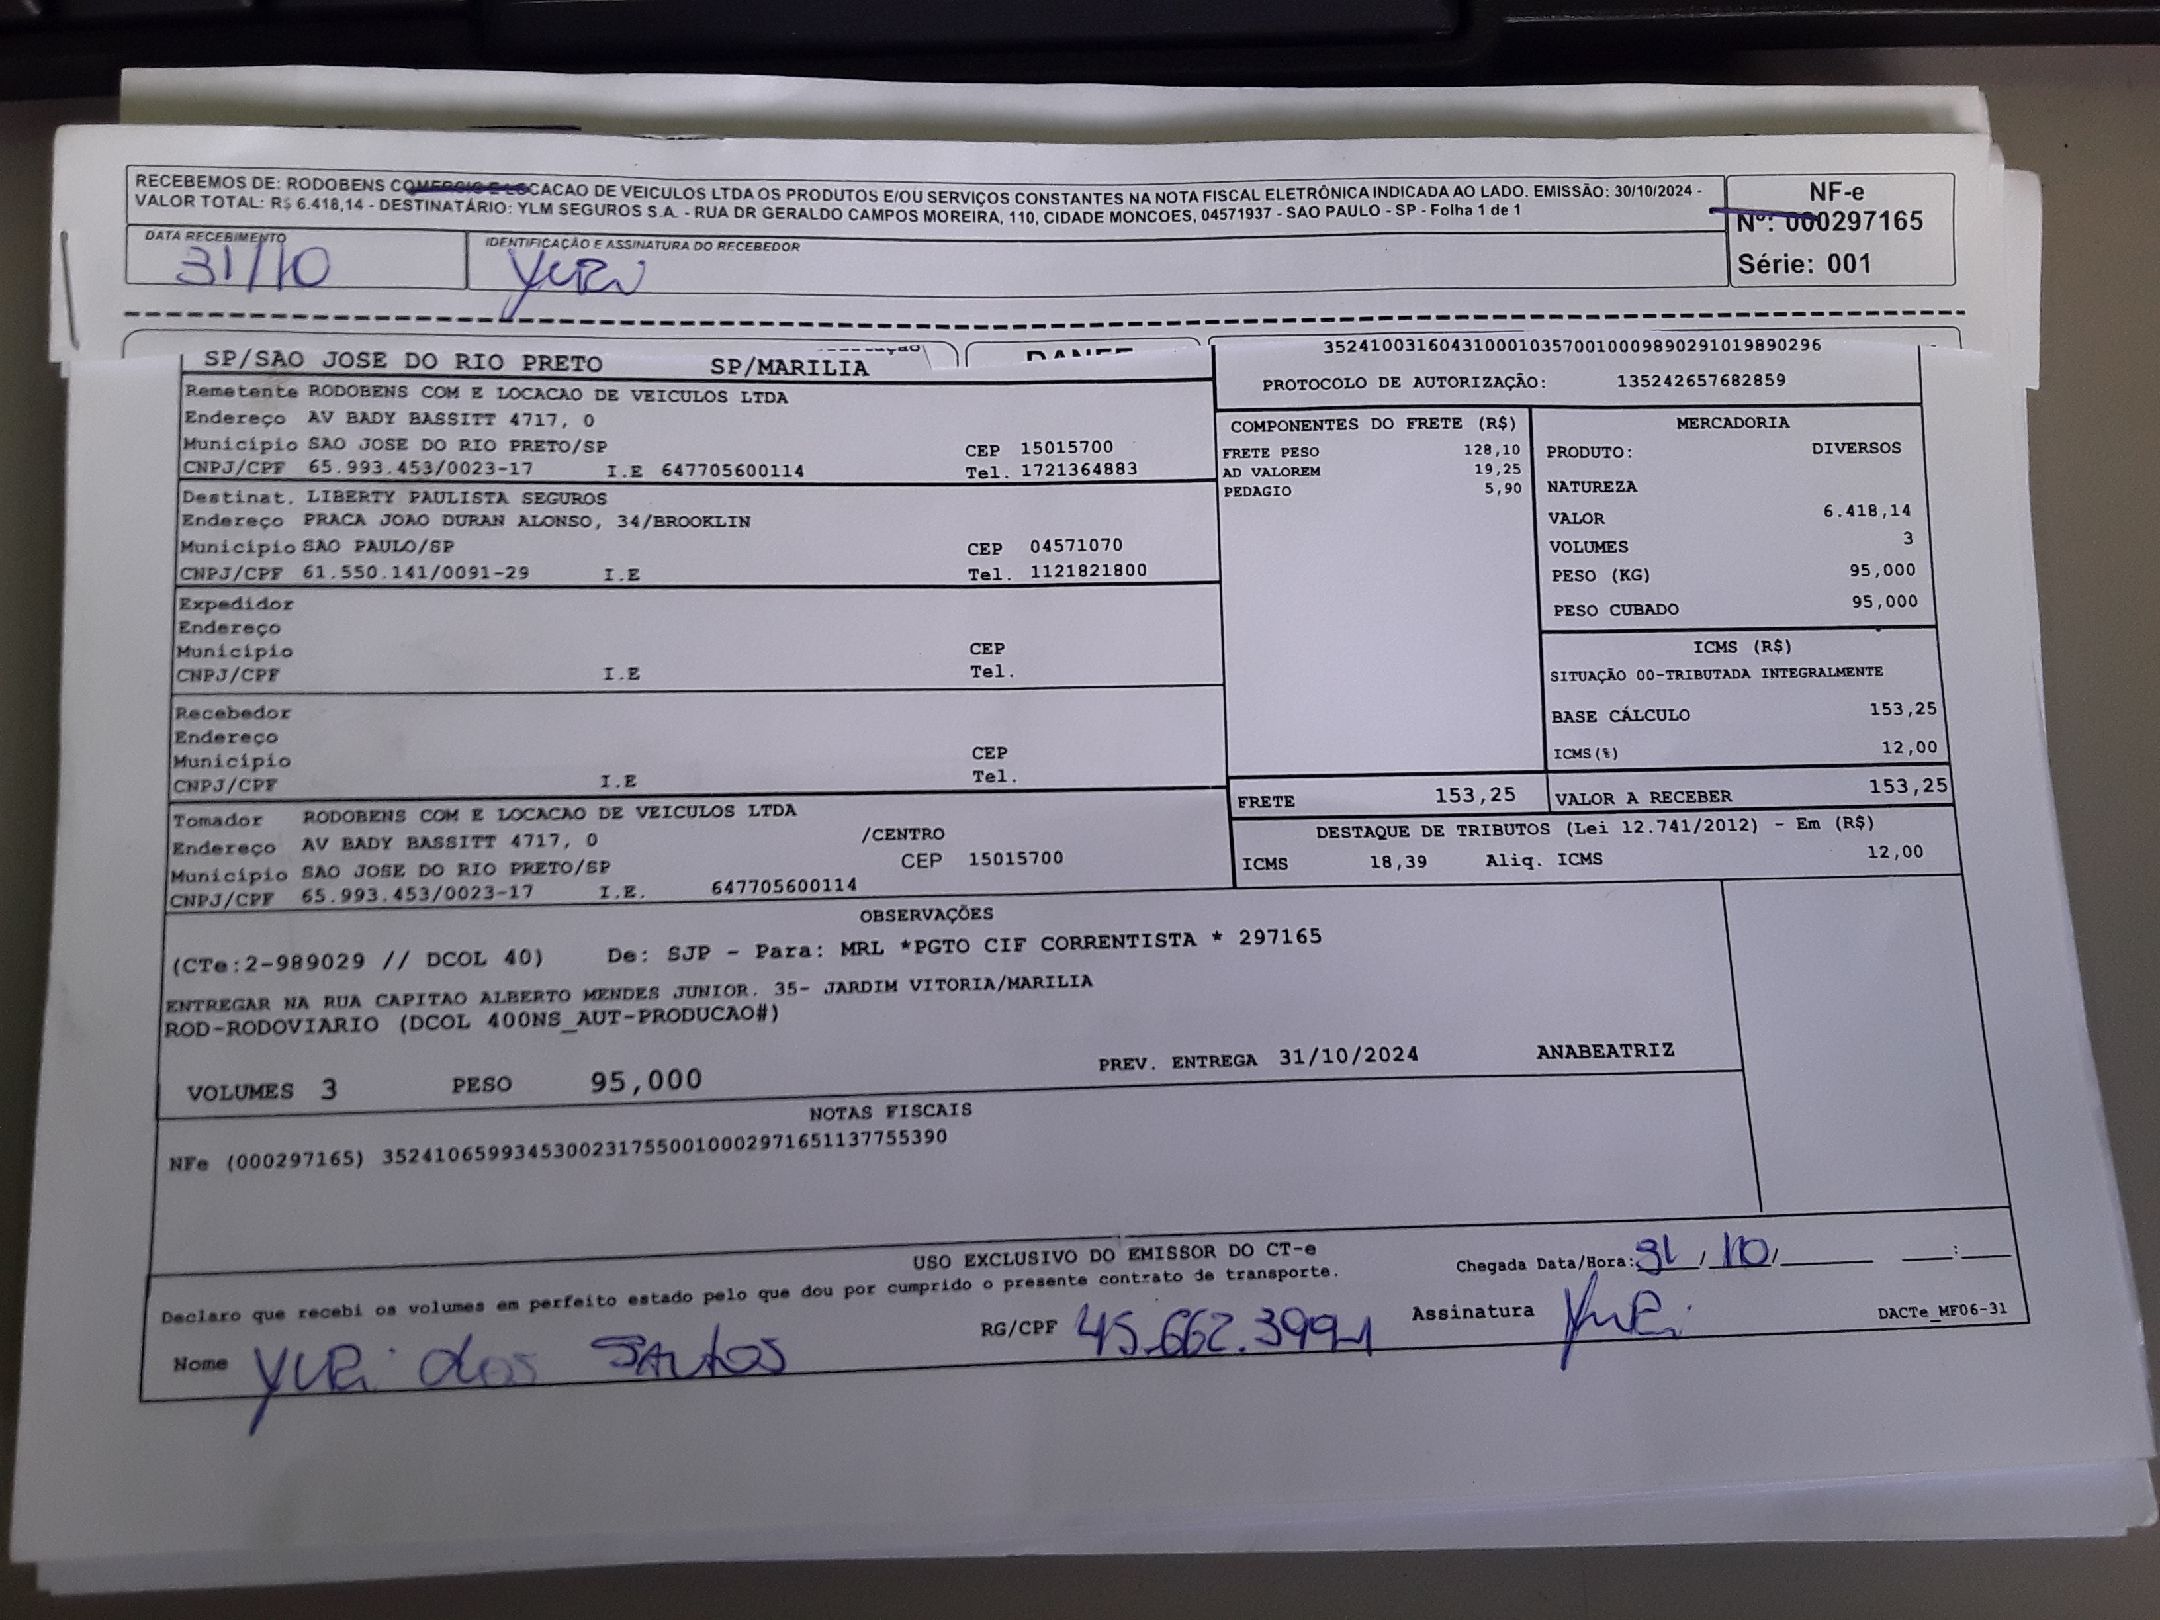 RECEBEMOS DE: RODOBENS COMERCIO E LOCACAO DE VEICULOS LTDA OS PRODUTOS E/OU SERVIÇOS CONSTANTES NA NOTA FISCAL ELETRÔNICA INDICADA AO LADO. EMISSÃO: 30/10/2024 -
VALOR TOTAL: R$ 6.418,14 - DESTINATÁRIO: YLM SEGUROS S.A. - RUA DR GERALDO CAMPOS MOREIRA, 110, CIDADE MONCOES, 04571937 - SAO PAULO - SP - Folha 1 de 1
NF-e
Nº: 000297165
Série: 001
DATA RECEBIMENTO
31/10
IDENTIFICAÇÃO E ASSINATURA DO RECEBEDOR
YURI
SP/SAO JOSE DO RIO PRETO SP/MARILIA
Remetente RODOBENS COM E LOCACAO DE VEICULOS LTDA
Endereço AV BADY BASSITT 4717, 0
Município SAO JOSE DO RIO PRETO/SP CEP 15015700
CNPJ/CPF 65.993.453/0023-17 I.E 647705600114 Tel. 1721364883
Destinat. LIBERTY PAULISTA SEGUROS
Endereço PRACA JOAO DURAN ALONSO, 34/BROOKLIN
Município SAO PAULO/SP CEP 04571070
CNPJ/CPF 61.550.141/0091-29 I.E Tel. 1121821800
Expedidor
Endereço
Município CEP
CNPJ/CPF I.E Tel.
Recebedor
Endereço
Município CEP
CNPJ/CPF I.E Tel.
Tomador RODOBENS COM E LOCACAO DE VEICULOS LTDA
Endereço AV BADY BASSITT 4717, 0 /CENTRO
Município SAO JOSE DO RIO PRETO/SP CEP 15015700
CNPJ/CPF 65.993.453/0023-17 I.E. 647705600114
35241003160431000103570010009890291019890296
PROTOCOLO DE AUTORIZAÇÃO: 135242657682859
COMPONENTES DO FRETE (R$)
FRETE PESO 128,10
AD VALOREM 19,25
PEDAGIO 5,90
MERCADORIA
PRODUTO: DIVERSOS
NATUREZA
VALOR 6.418,14
VOLUMES 3
PESO (KG) 95,000
PESO CUBADO 95,000
ICMS (R$)
SITUAÇÃO 00-TRIBUTADA INTEGRALMENTE
BASE CÁLCULO 153,25
ICMS(%) 12,00
FRETE 153,25 VALOR A RECEBER 153,25
DESTAQUE DE TRIBUTOS (Lei 12.741/2012) - Em (R$)
ICMS 18,39 Aliq. ICMS 12,00
OBSERVAÇÕES
(CTe:2-989029 // DCOL 40) De: SJP - Para: MRL *PGTO CIF CORRENTISTA * 297165
ENTREGAR NA RUA CAPITAO ALBERTO MENDES JUNIOR. 35- JARDIM VITORIA/MARILIA
ROD-RODOVIARIO (DCOL 400NS_AUT-PRODUCAO#)
VOLUMES 3 PESO 95,000 PREV. ENTREGA 31/10/2024 ANABEATRIZ
NOTAS FISCAIS
NFe (000297165) 35241065993453002317550010002971651137755390
USO EXCLUSIVO DO EMISSOR DO CT-e
Declaro que recebi os volumes em perfeito estado pelo que dou por cumprido o presente contrato de transporte.
Chegada Data/Hora: 31/10/ :
Nome YURi dos SANtos RG/CPF 45.662.399-1 Assinatura YURi
DACTe_MF06-31